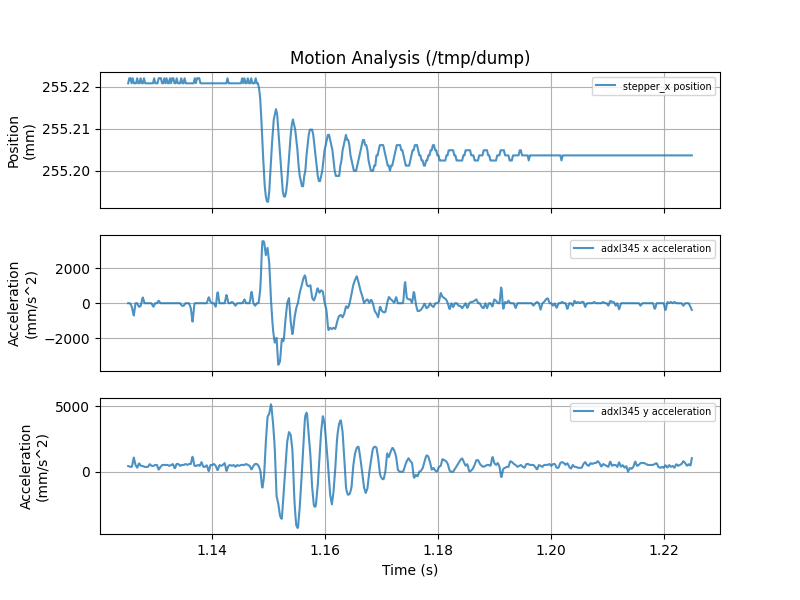 Motion Analysis (/tmp/dump)
255.22
255.21
255.20
Position
(mm)
stepper_x position
2000
0
−2000
Acceleration
(mm/s^2)
adxl345 x acceleration
5000
0
Acceleration
(mm/s^2)
adxl345 y acceleration
1.14 1.16 1.18 1.20 1.22
Time (s)